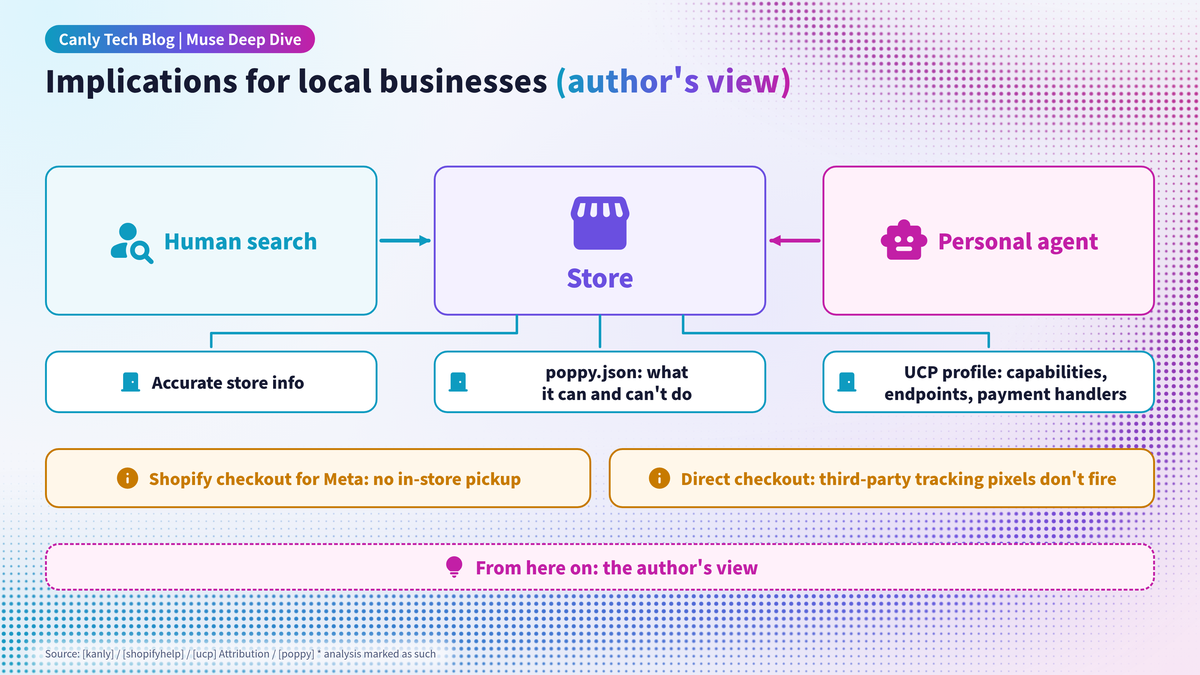 Canly Tech Blog | Muse Deep Dive
Implications for local businesses (author's view)
Human search
Store
Personal agent
Accurate store info
poppy.json: what
it can and can't do
UCP profile: capabilities,
endpoints, payment handlers
Shopify checkout for Meta: no in-store pickup
Direct checkout: third-party tracking pixels don't fire
From here on: the author's view
Source: [kanly] / [shopifyhelp] / [ucp] Attribution / [poppy] * analysis marked as such